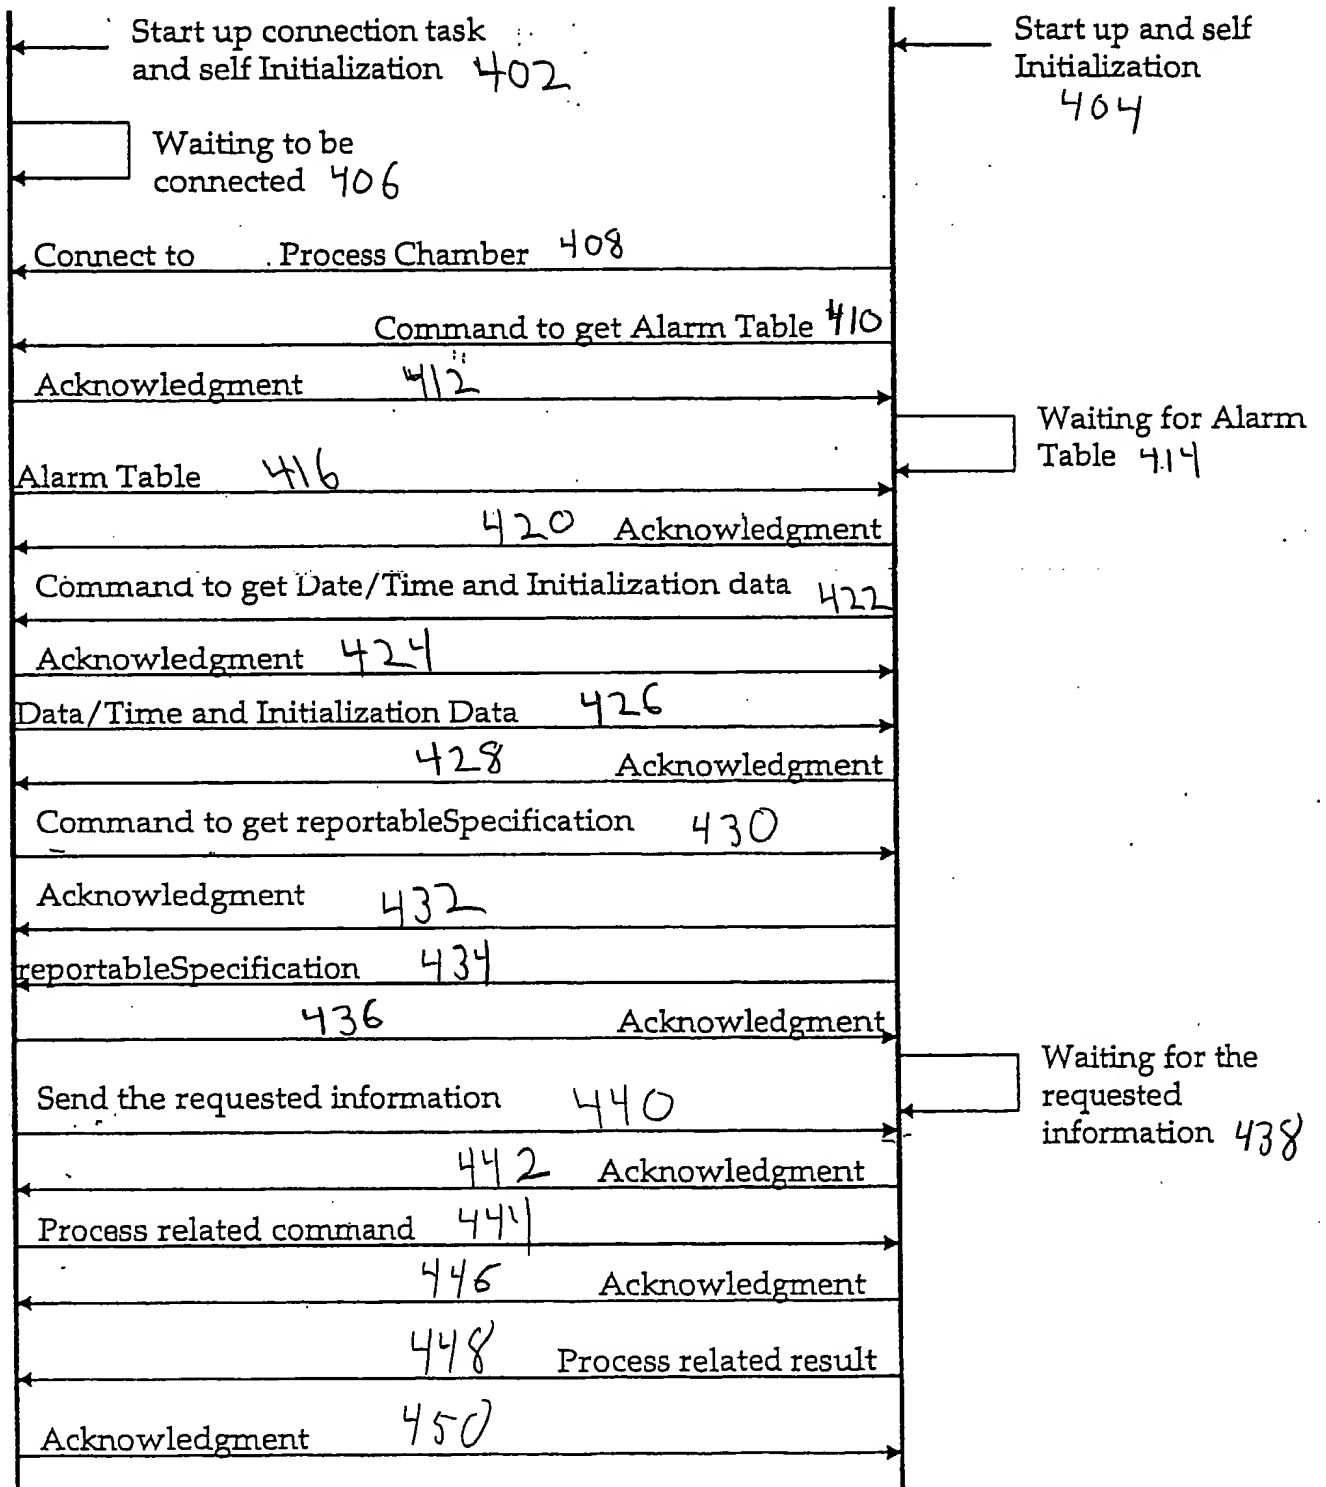 Start up connection task
and self Initialization 402
Start up and self
Initialization
404
Waiting to be
connected 406
Connect to Process Chamber 408
Command to get Alarm Table 410
Acknowledgment 412
Waiting for Alarm
Table 414
Alarm Table 416
420 Acknowledgment
Command to get Date/Time and Initialization data 422
Acknowledgment 424
Data/Time and Initialization Data 426
428 Acknowledgment
Command to get reportableSpecification 430
Acknowledgment 432
reportableSpecification 434
436 Acknowledgment
Waiting for the
requested
information 438
Send the requested information 440
442 Acknowledgment
Process related command 444
446 Acknowledgment
448 Process related result
Acknowledgment 450